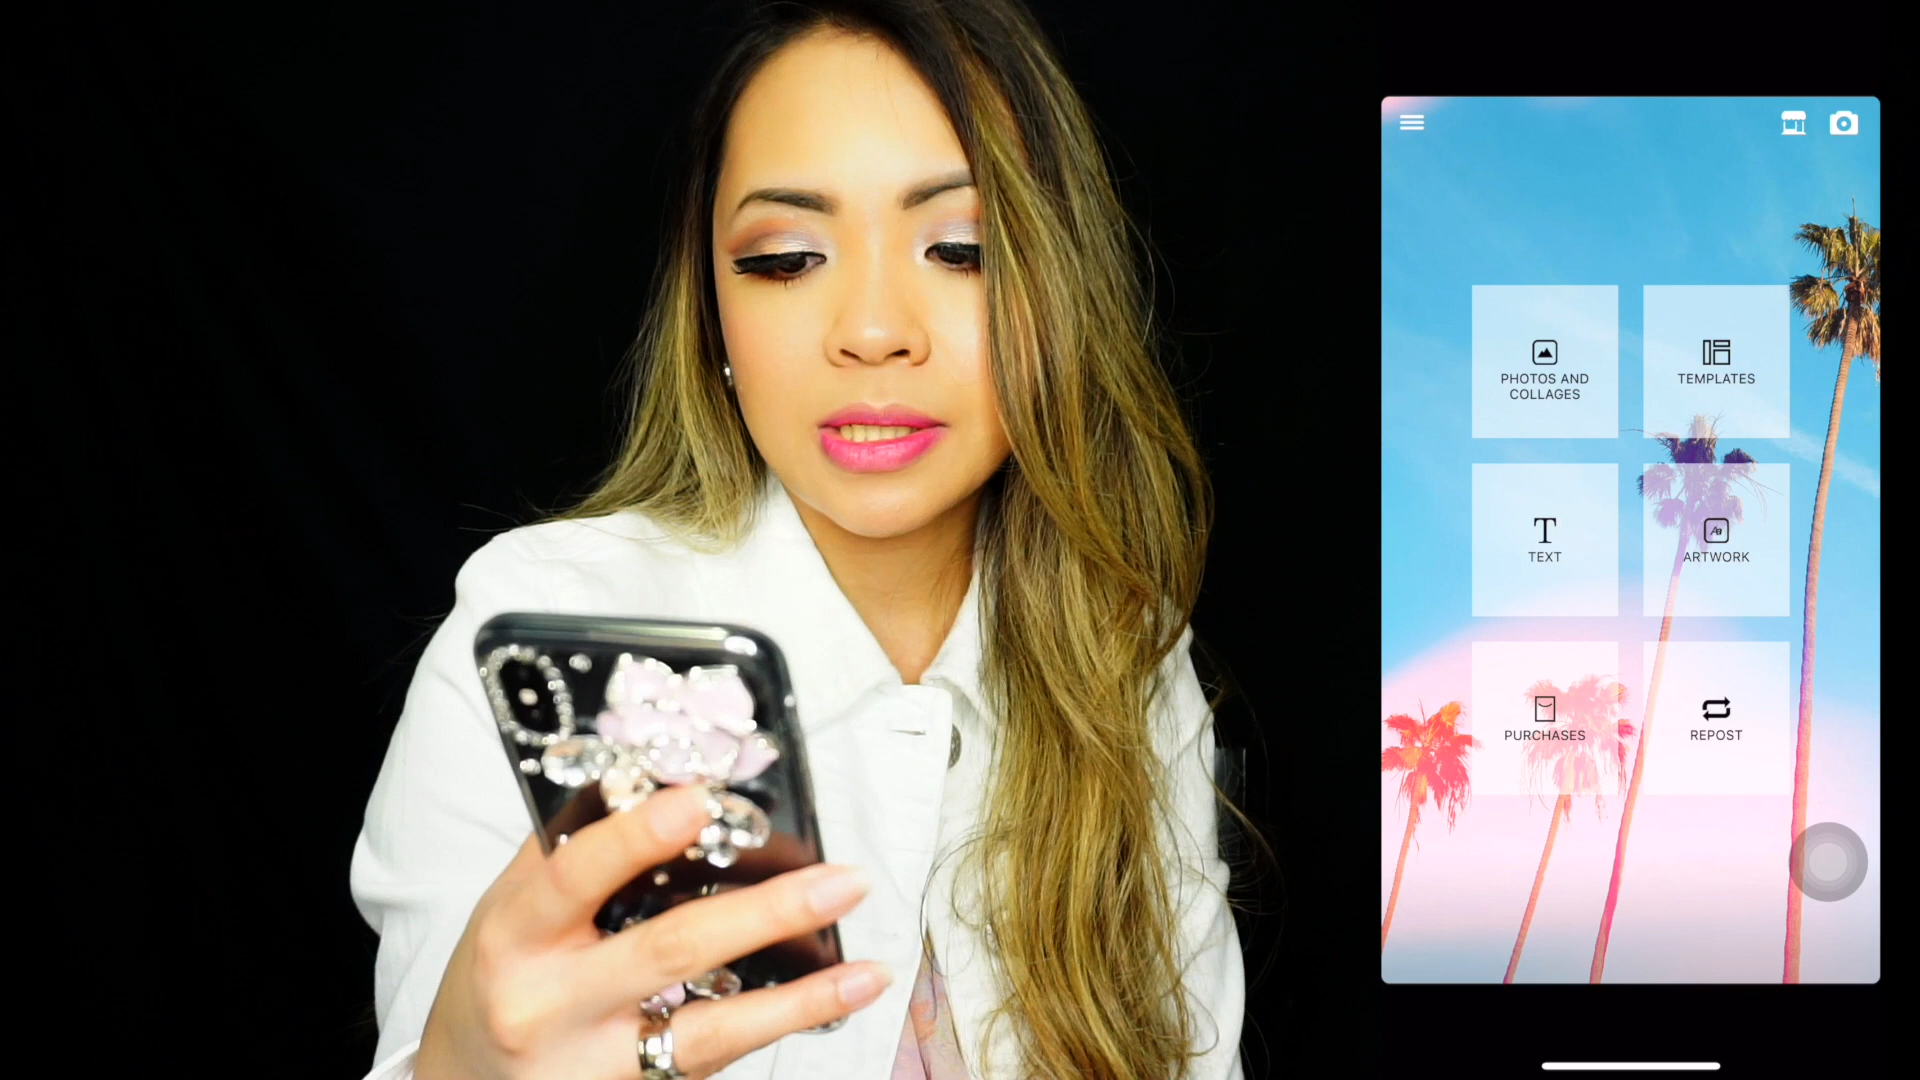 PHOTOS AND
COLLAGES
TEMPLATES
TEXT
ARTWORK
PURCHASES
REPOST